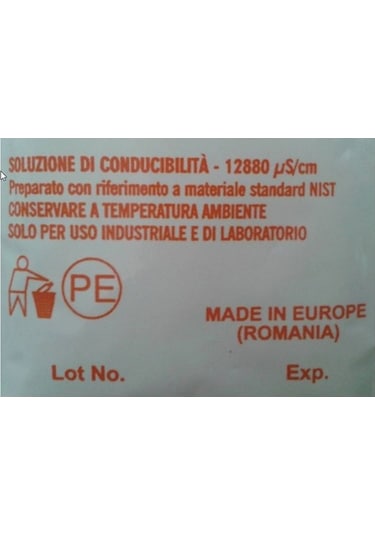 SOLUZIONE DI CONDUCIBILITÀ - 12880 µS/cm
Preparato con riferimento a materiale standard NIST
CONSERVARE A TEMPERATURA AMBIENTE
SOLO PER USO INDUSTRIALE E DI LABORATORIO
PE
MADE IN EUROPE
(ROMANIA)
Lot No. Exp.